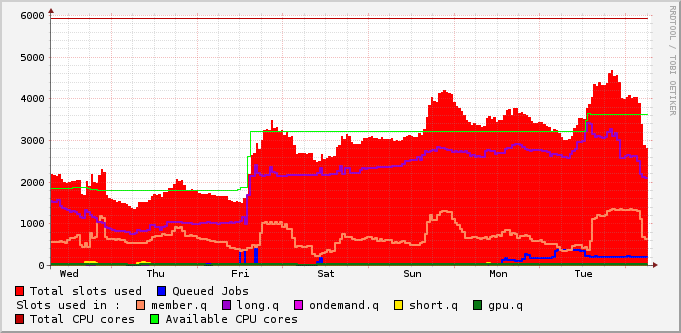 RRDTOOL / TOBI OETIKER
6000
5000
4000
3000
2000
1000
0
Wed Thu Fri Sat Sun Mon Tue
Total slots used Queued Jobs
Slots used in : member.q long.q ondemand.q short.q gpu.q
Total CPU cores Available CPU cores